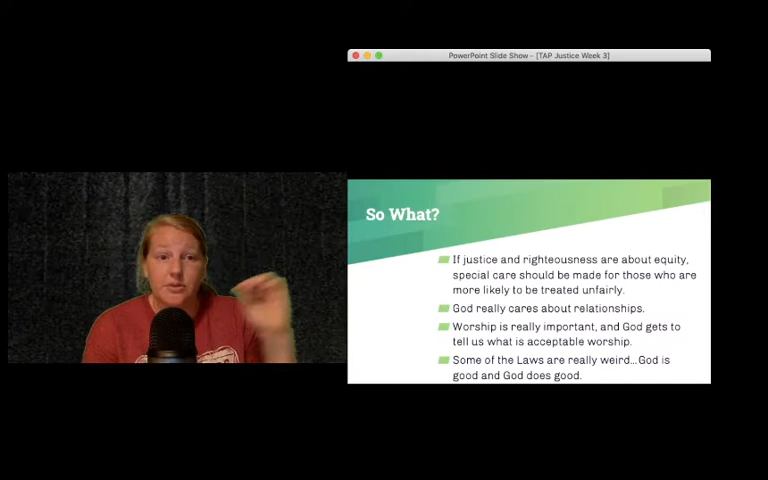 PowerPoint Slide Show - [TAP Justice Week 3]
So What?
If justice and righteousness are about equity,
special care should be made for those who are
more likely to be treated unfairly.
God really cares about relationships.
Worship is really important, and God gets to
tell us what is acceptable worship.
Some of the Laws are really weird...God is
good and God does good.